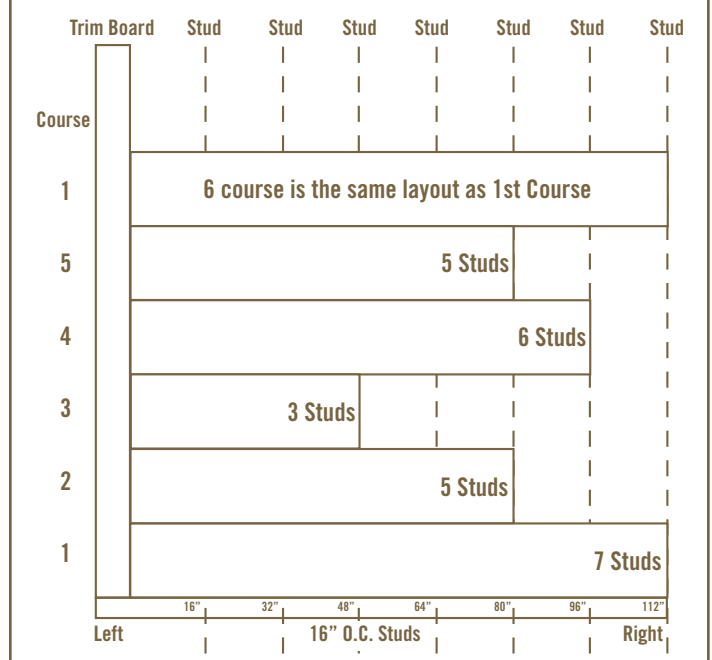 Trim Board Stud Stud Stud Stud Stud Stud Stud
Course
1 6 course is the same layout as 1st Course
5 5 Studs
4 6 Studs
3 3 Studs
2 5 Studs
1 7 Studs
16” 32” 48” 64” 80” 96” 112”
Left 16” O.C. Studs Right